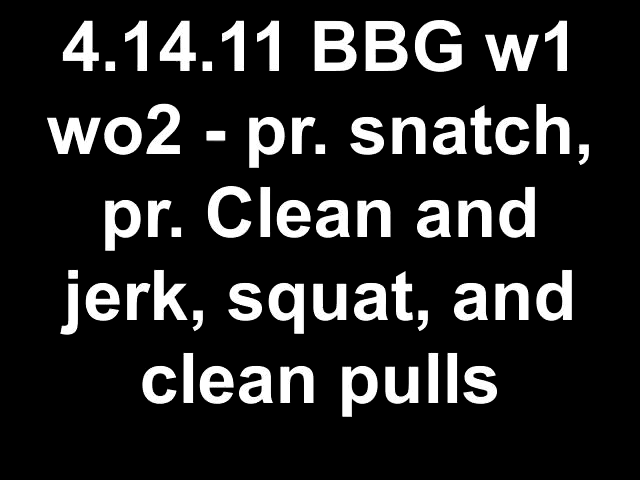 4.14.11 BBG w1
wo2 - pr. snatch,
pr. Clean and
jerk, squat, and
clean pulls